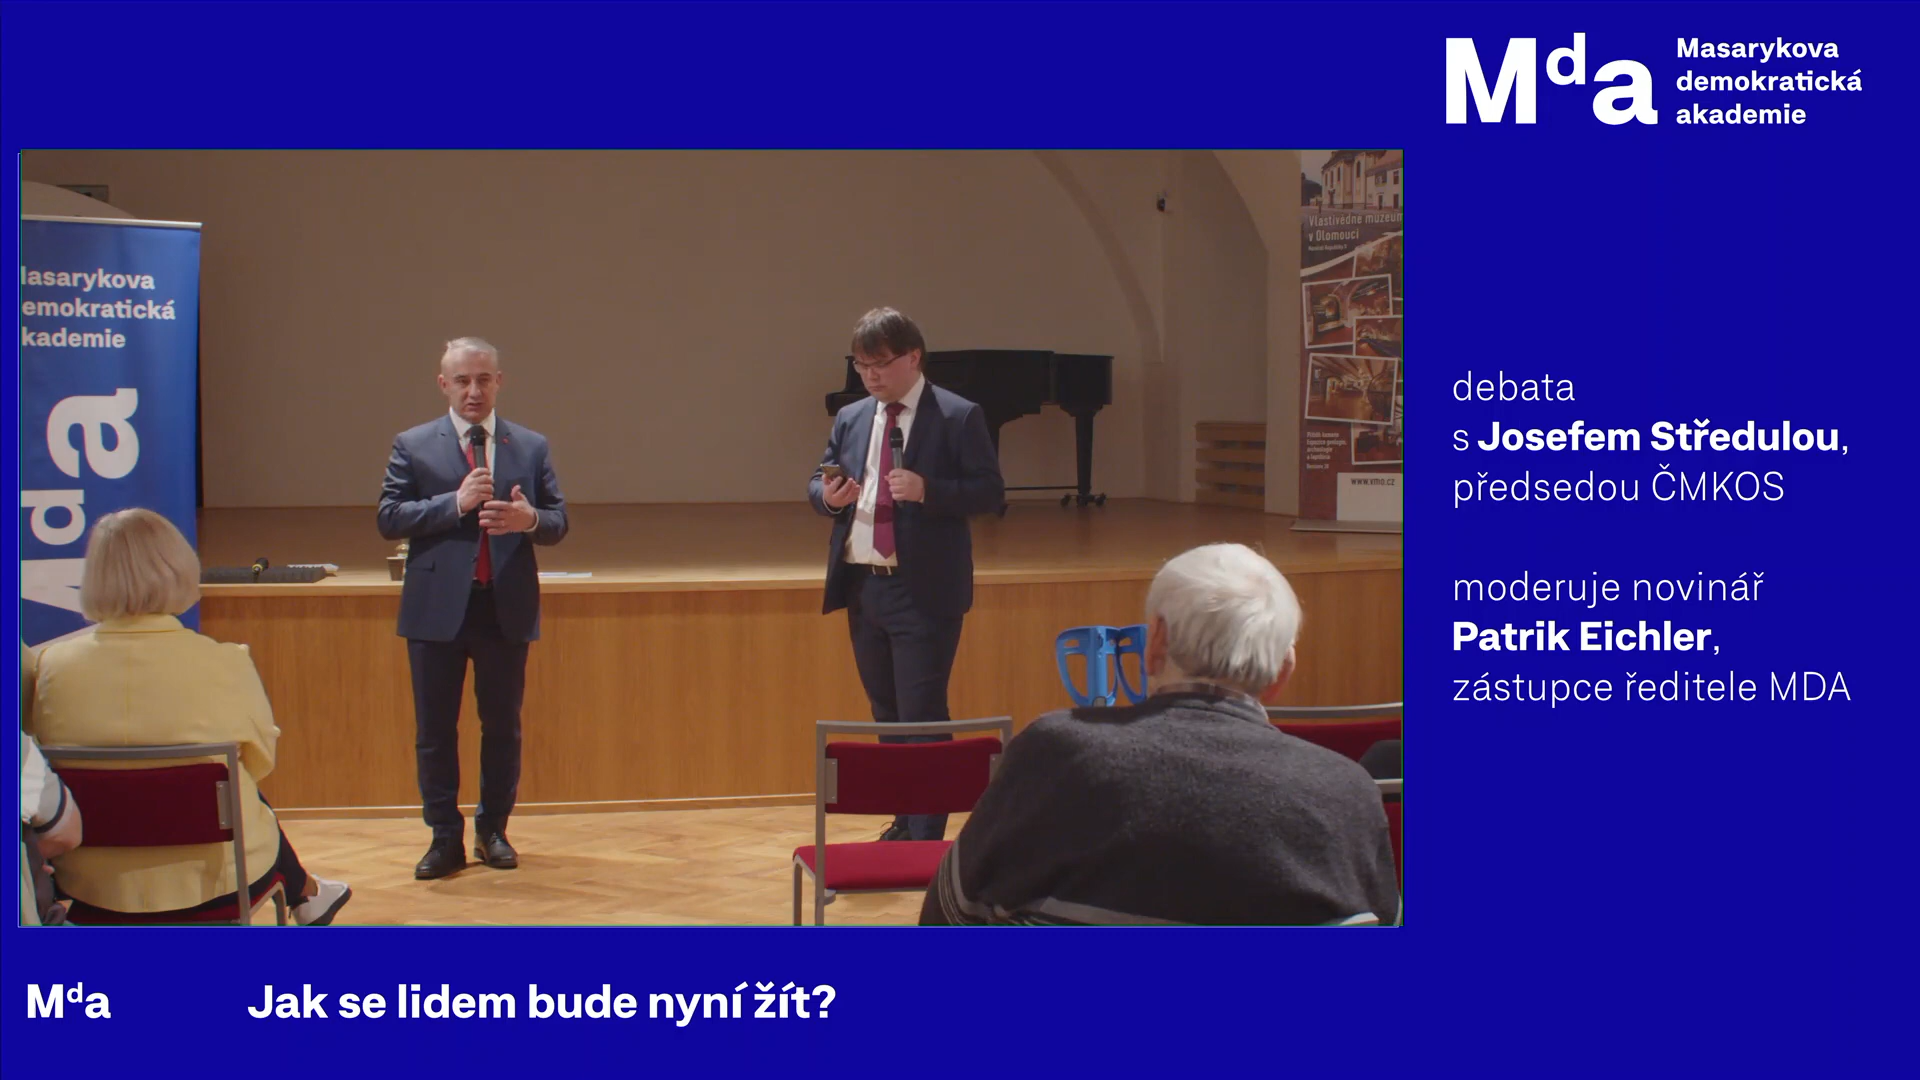 Mda
Masarykova
demokratická
akademie
lasarykova
emokratická
kademie
Mda
Vlastivědné muzeum
v Olomouci
www.vmo.cz
debata
s Josefem Středulou,
předsedou ČMKOS
moderuje novinář
Patrik Eichler,
zástupce ředitele MDA
Mda
Jak se lidem bude nyní žít?